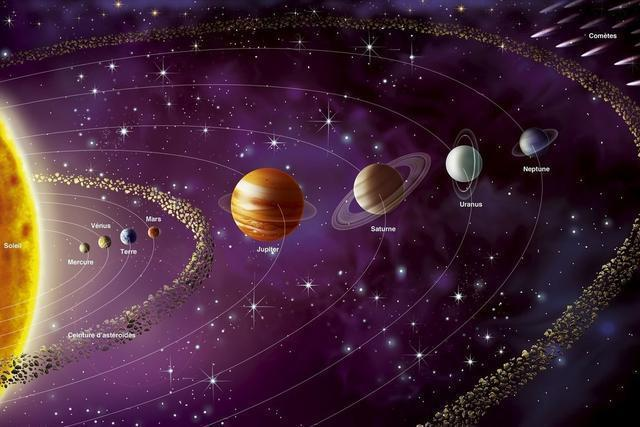 Comètes
Neptune
Uranus
Saturne
Jupiter
Mars
Vénus
Terre
Mercure
Soleil
Ceinture d'astéroïdes